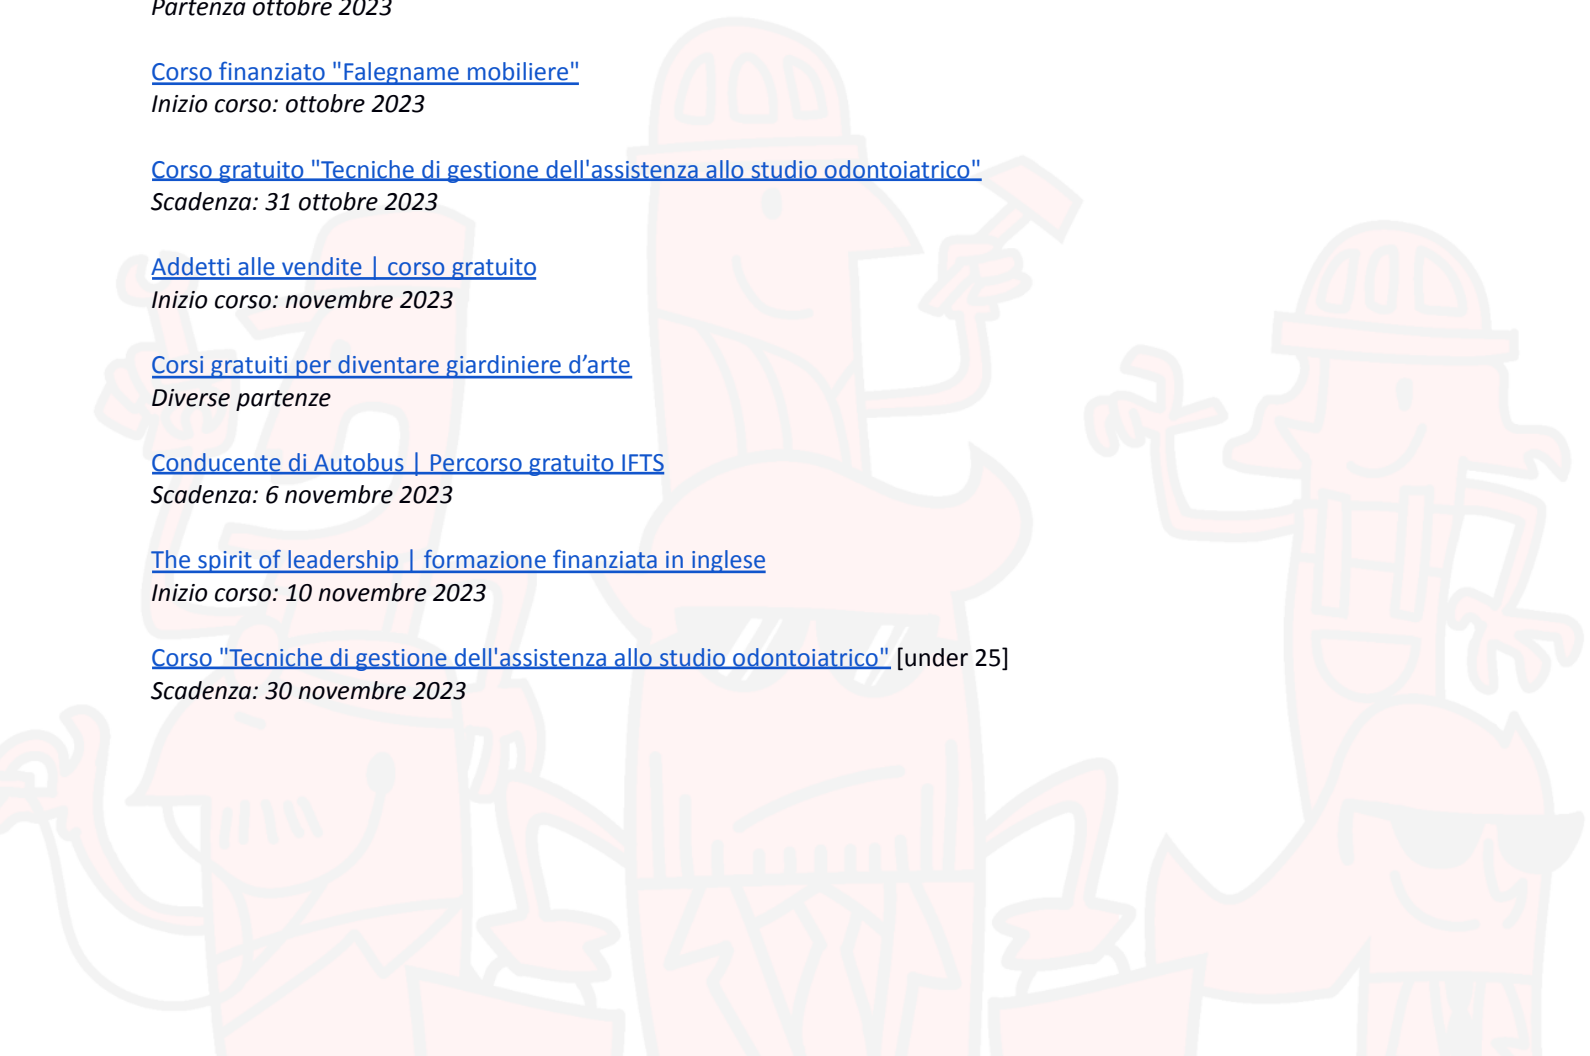 Partenza ottobre 2023
Corso finanziato "Falegname mobiliere"
Inizio corso: ottobre 2023
Corso gratuito "Tecniche di gestione dell'assistenza allo studio odontoiatrico"
Scadenza: 31 ottobre 2023
Addetti alle vendite | corso gratuito
Inizio corso: novembre 2023
Corsi gratuiti per diventare giardiniere d’arte
Diverse partenze
Conducente di Autobus | Percorso gratuito IFTS
Scadenza: 6 novembre 2023
The spirit of leadership | formazione finanziata in inglese
Inizio corso: 10 novembre 2023
Corso "Tecniche di gestione dell'assistenza allo studio odontoiatrico" [under 25]
Scadenza: 30 novembre 2023